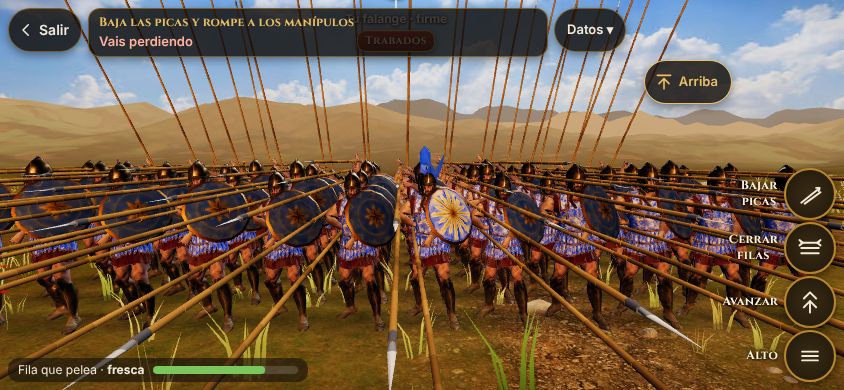 Salir
BAJA LAS PICAS Y ROMPE A LOS MANÍPULOS
Vais perdiendo
falange · firme
TRABADOS
Datos ▾
Arriba
BAJAR
PICAS
CERRAR
FILAS
AVANZAR
ALTO
Fila que pelea · fresca